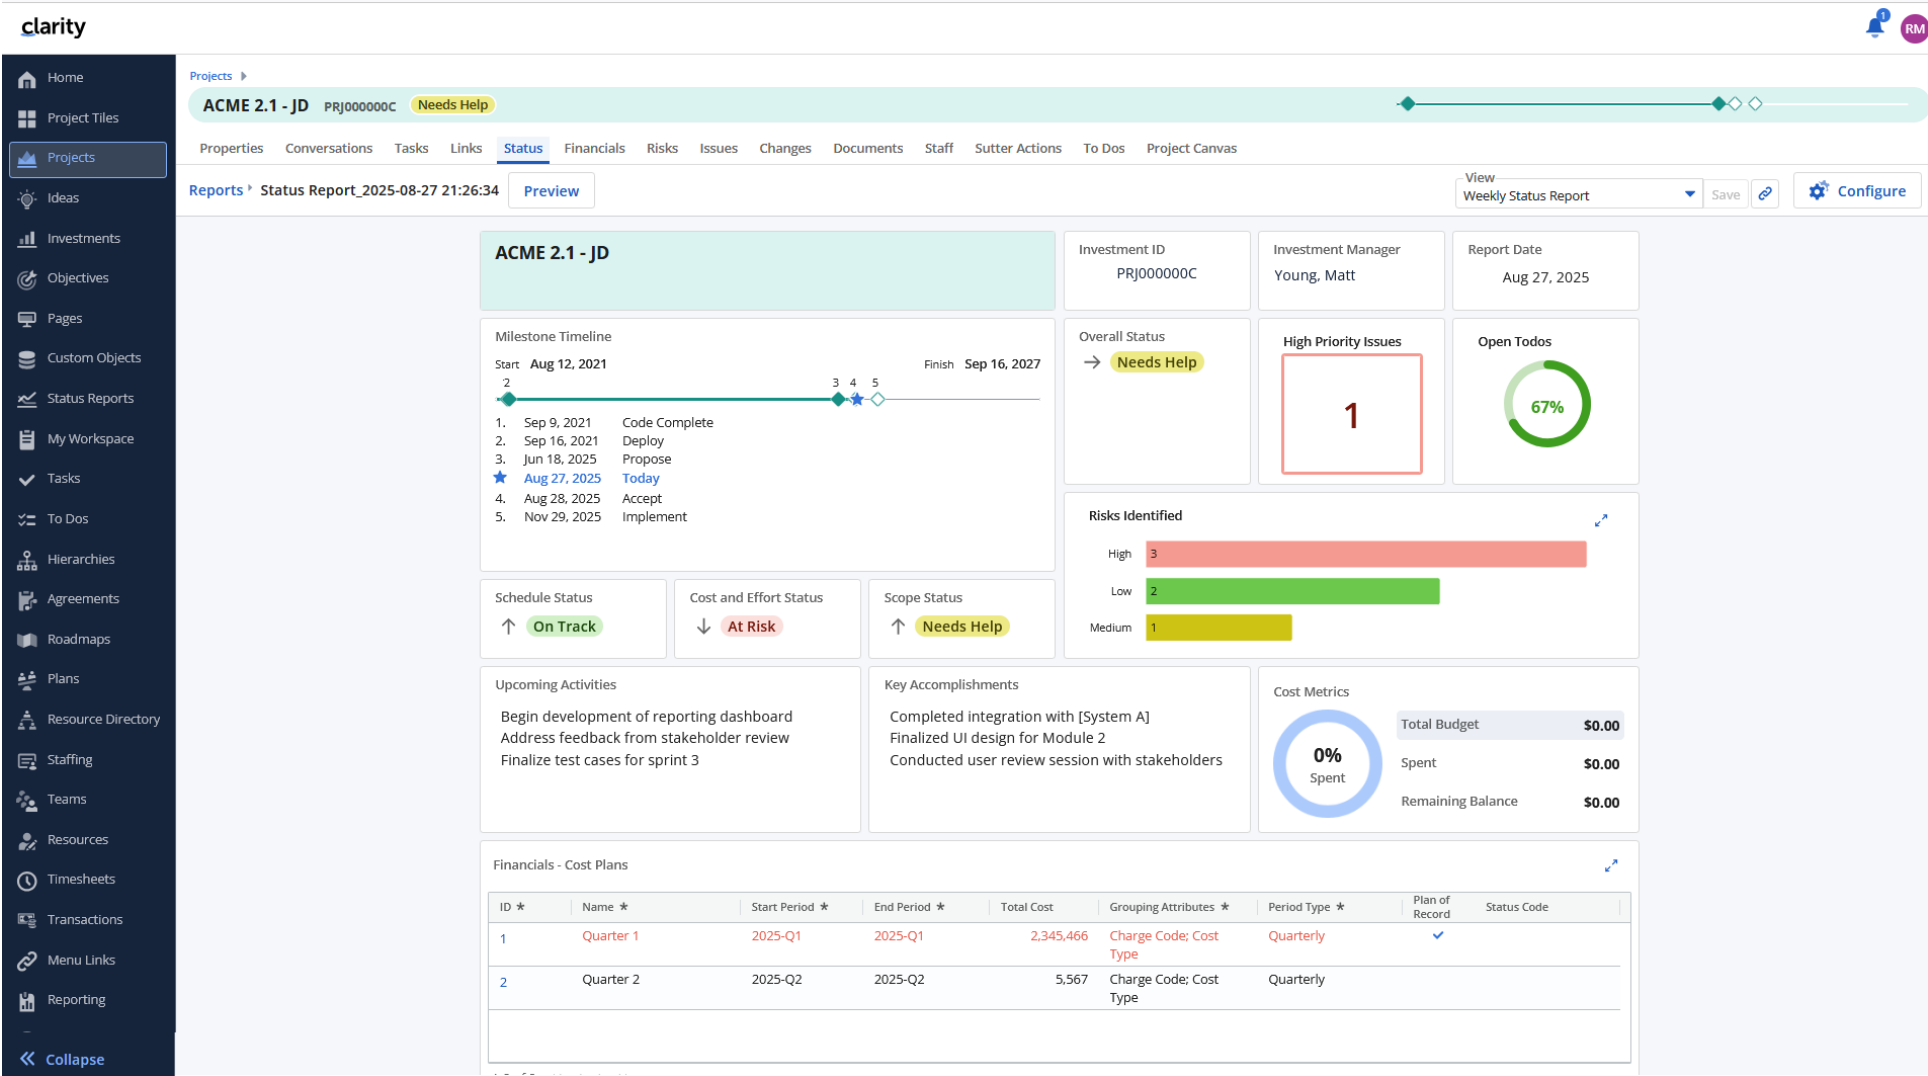 clarity
1
RM
Home
Project Tiles
Projects
Ideas
Investments
Objectives
Pages
Custom Objects
Status Reports
My Workspace
Tasks
To Dos
Hierarchies
Agreements
Roadmaps
Plans
Resource Directory
Staffing
Teams
Resources
Timesheets
Transactions
Menu Links
Reporting
Collapse
Projects
ACME 2.1 - JD PRJ000000C Needs Help
Properties Conversations Tasks Links Status Financials Risks Issues Changes Documents Staff Sutter Actions To Dos Project Canvas
Reports Status Report_2025-08-27 21:26:34 Preview
View
Weekly Status Report Save Configure
ACME 2.1 - JD
Investment ID
PRJ000000C
Investment Manager
Young, Matt
Report Date
Aug 27, 2025
Milestone Timeline
Start Aug 12, 2021 Finish Sep 16, 2027
2 3 4 5
1. Sep 9, 2021 Code Complete
2. Sep 16, 2021 Deploy
3. Jun 18, 2025 Propose
Aug 27, 2025 Today
4. Aug 28, 2025 Accept
5. Nov 29, 2025 Implement
Overall Status
Needs Help
High Priority Issues
1
Open Todos
67%
Risks Identified
High 3
Low 2
Medium 1
Schedule Status
On Track
Cost and Effort Status
At Risk
Scope Status
Needs Help
Upcoming Activities
Begin development of reporting dashboard
Address feedback from stakeholder review
Finalize test cases for sprint 3
Key Accomplishments
Completed integration with [System A]
Finalized UI design for Module 2
Conducted user review session with stakeholders
Cost Metrics
0%
Spent
Total Budget $0.00
Spent $0.00
Remaining Balance $0.00
Financials - Cost Plans
ID * Name * Start Period * End Period * Total Cost Grouping Attributes * Period Type * Plan of Record Status Code
1 Quarter 1 2025-Q1 2025-Q1 2,345,466 Charge Code; Cost Type Quarterly
2 Quarter 2 2025-Q2 2025-Q2 5,567 Charge Code; Cost Type Quarterly